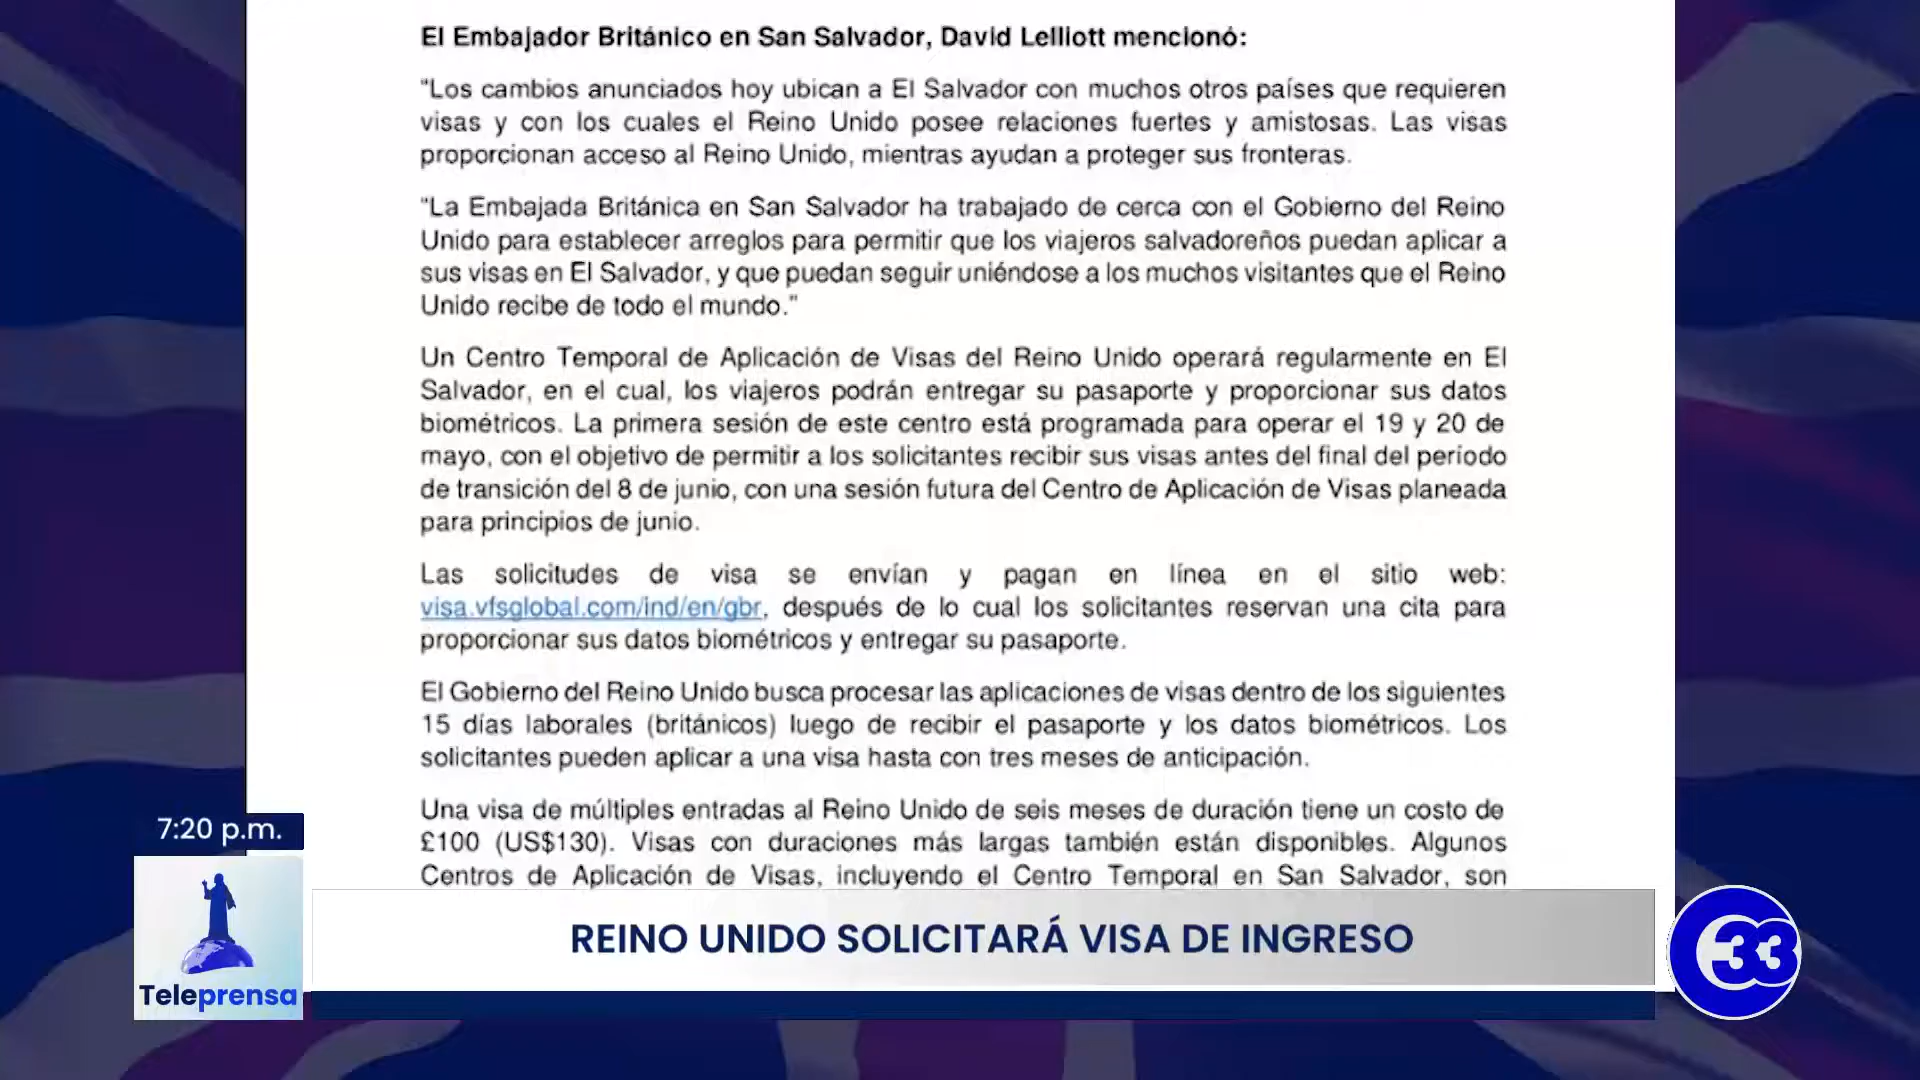 El Embajador Británico en San Salvador, David Lelliott mencionó:
“Los cambios anunciados hoy ubican a El Salvador con muchos otros países que requieren
visas y con los cuales el Reino Unido posee relaciones fuertes y amistosas. Las visas
proporcionan acceso al Reino Unido, mientras ayudan a proteger sus fronteras.
“La Embajada Británica en San Salvador ha trabajado de cerca con el Gobierno del Reino
Unido para establecer arreglos para permitir que los viajeros salvadoreños puedan aplicar a
sus visas en El Salvador, y que puedan seguir uniéndose a los muchos visitantes que el Reino
Unido recibe de todo el mundo.”
Un Centro Temporal de Aplicación de Visas del Reino Unido operará regularmente en El
Salvador, en el cual, los viajeros podrán entregar su pasaporte y proporcionar sus datos
biométricos. La primera sesión de este centro está programada para operar el 19 y 20 de
mayo, con el objetivo de permitir a los solicitantes recibir sus visas antes del final del período
de transición del 8 de junio, con una sesión futura del Centro de Aplicación de Visas planeada
para principios de junio.
Las solicitudes de visa se envían y pagan en línea en el sitio web:
visa.vfsglobal.com/ind/en/gbr, después de lo cual los solicitantes reservan una cita para
proporcionar sus datos biométricos y entregar su pasaporte.
El Gobierno del Reino Unido busca procesar las aplicaciones de visas dentro de los siguientes
15 días laborales (británicos) luego de recibir el pasaporte y los datos biométricos. Los
solicitantes pueden aplicar a una visa hasta con tres meses de anticipación.
Una visa de múltiples entradas al Reino Unido de seis meses de duración tiene un costo de
£100 (US$130). Visas con duraciones más largas también están disponibles. Algunos
Centros de Aplicación de Visas, incluyendo el Centro Temporal en San Salvador, son
7:20 p.m.
REINO UNIDO SOLICITARÁ VISA DE INGRESO
Teleprensa
33